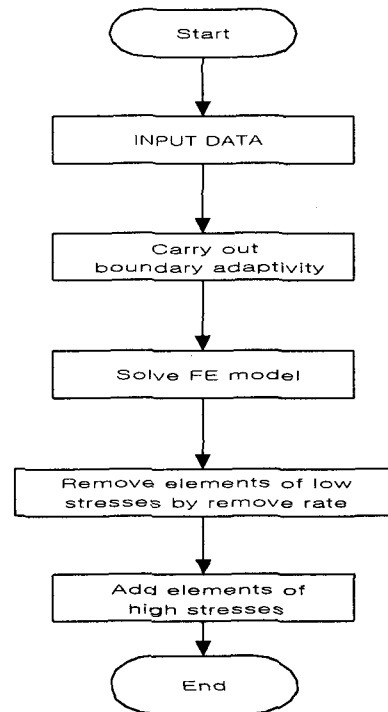 Start
INPUT DATA
Carry out
boundary adaptivity
Solve FE model
Remove elements of low
stresses by remove rate
Add elements of
high stresses
End